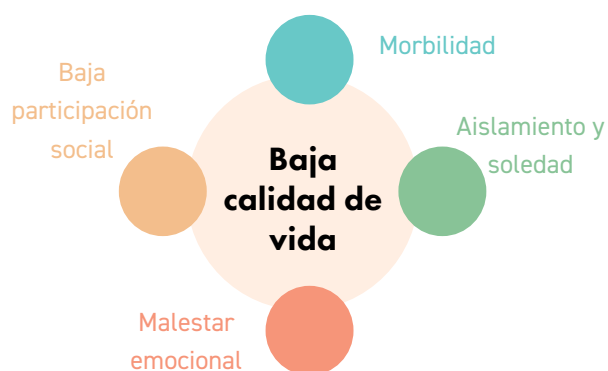 Morbilidad
Baja
participación
social
Aislamiento y
soledad
Baja
calidad de
vida
Malestar
emocional